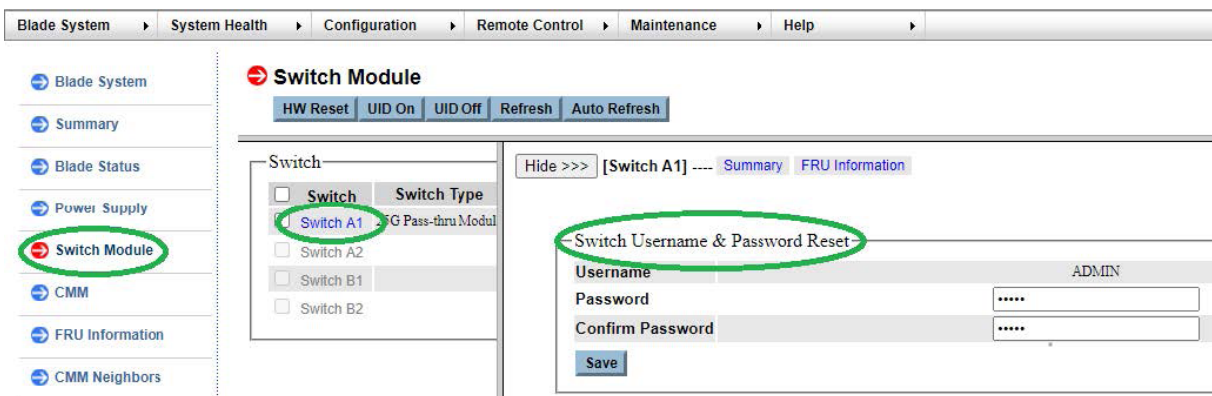 Blade System System Health Configuration Remote Control Maintenance Help
Blade System
Summary
Blade Status
Power Supply
Switch Module
CMM
FRU Information
CMM Neighbors
Switch Module
HW Reset UID On UID Off Refresh Auto Refresh
Switch
Switch Switch Type
Switch A1 Pass-thru
Switch A2
Switch B1
Switch B2
Hide >>> [Switch A1] ---- Summary FRU Information
Switch Username & Password Reset
Username ADMIN
Password •••••
Confirm Password •••••
Save